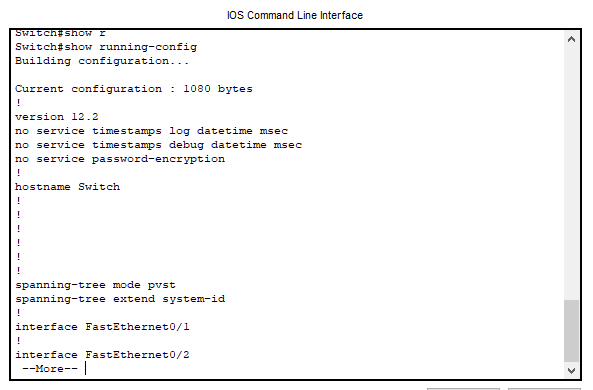 IOS Command Line Interface
Switch#show r
Switch#show running-config
Building configuration...
Current configuration : 1080 bytes
!
version 12.2
no service timestamps log datetime msec
no service timestamps debug datetime msec
no service password-encryption
!
hostname Switch
!
!
!
!
!
!
spanning-tree mode pvst
spanning-tree extend system-id
!
interface FastEthernet0/1
!
interface FastEthernet0/2
--More--